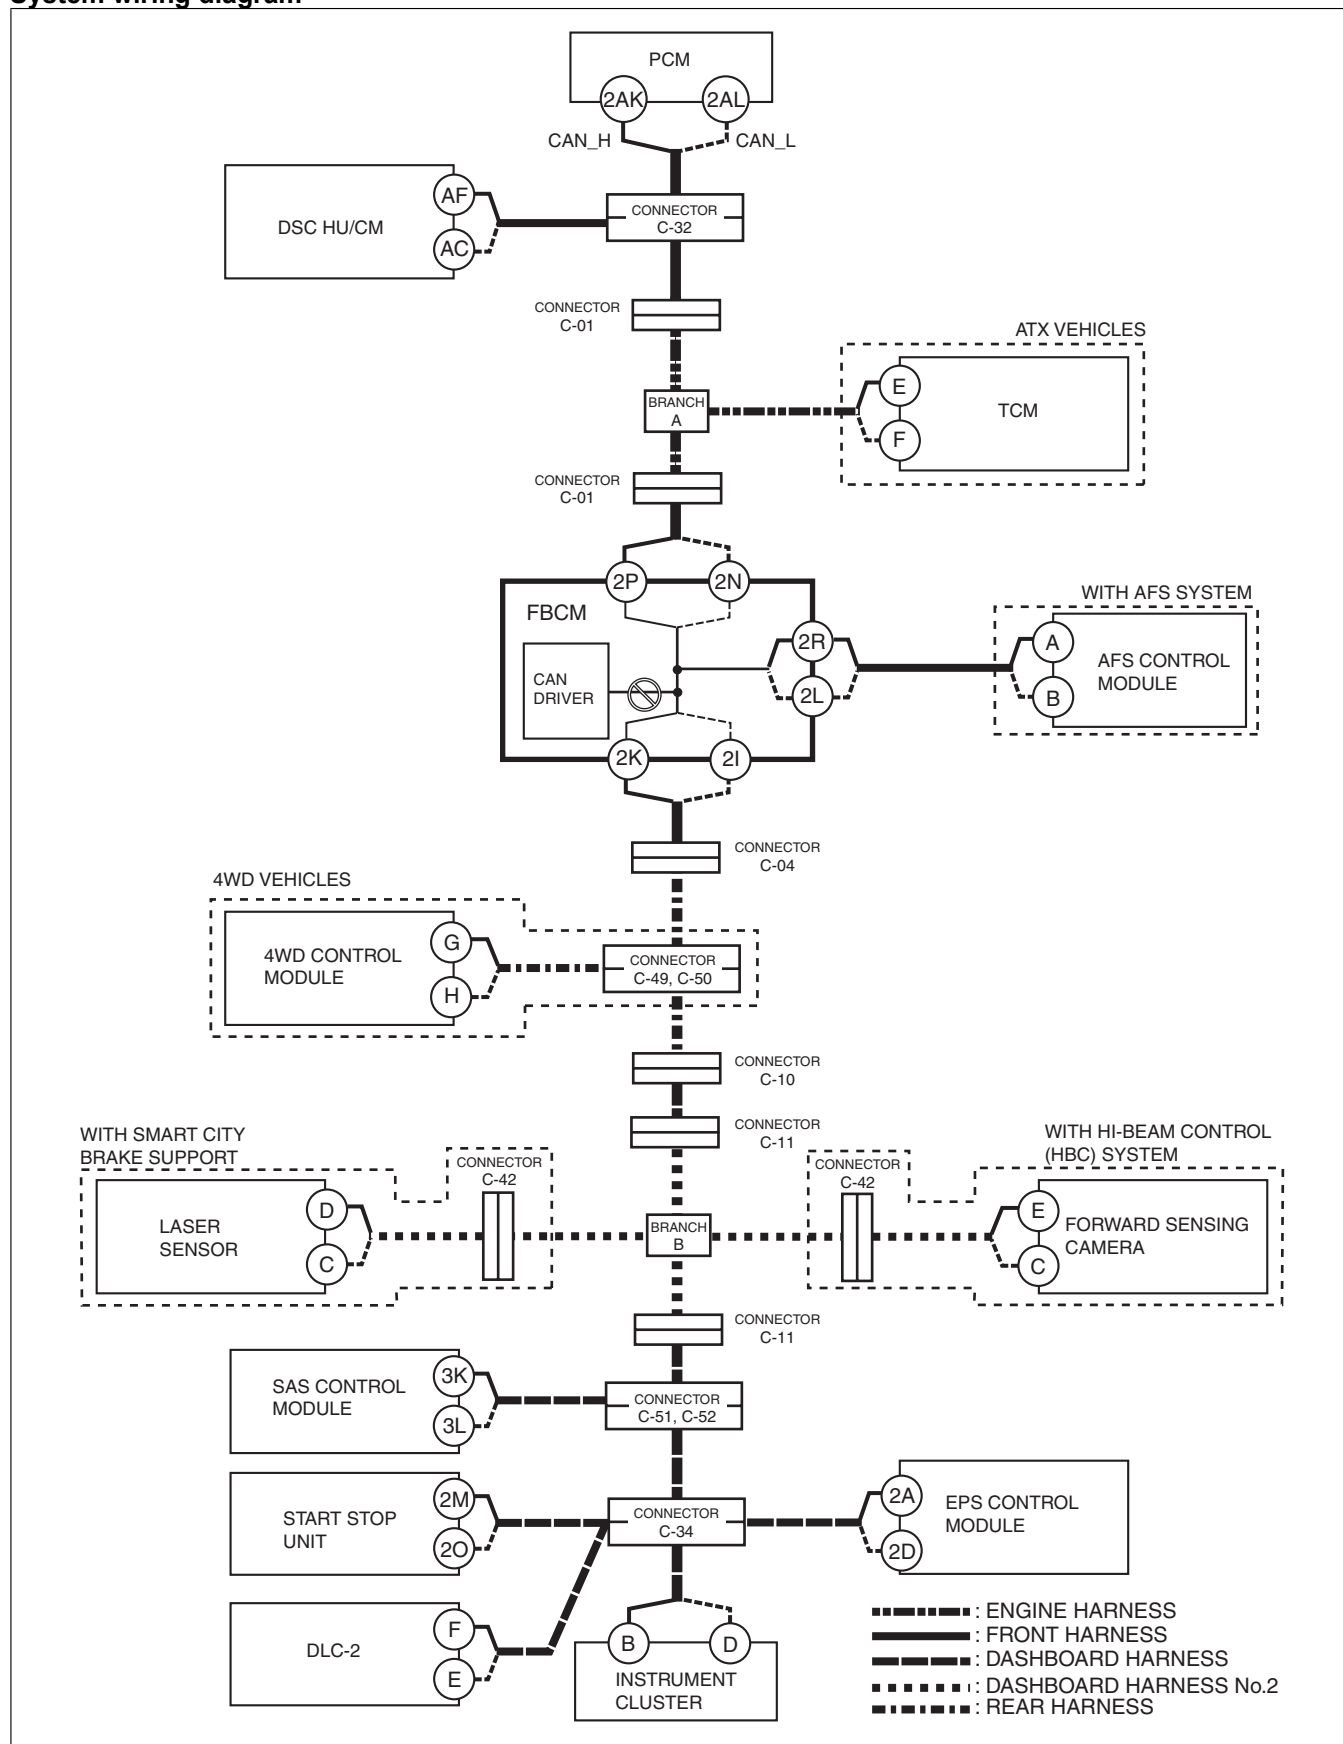 System wiring diagram
PCM
2AK
2AL
CAN_H
CAN_L
DSC HU/CM
AF
AC
CONNECTOR
C-32
CONNECTOR
C-01
ATX VEHICLES
BRANCH
A
E
F
TCM
CONNECTOR
C-01
2P
2N
FBCM
CAN
DRIVER
2R
2L
WITH AFS SYSTEM
A
B
AFS CONTROL
MODULE
2K
2I
CONNECTOR
C-04
4WD VEHICLES
4WD CONTROL
MODULE
G
H
CONNECTOR
C-49, C-50
CONNECTOR
C-10
CONNECTOR
C-11
WITH SMART CITY
BRAKE SUPPORT
CONNECTOR
C-42
LASER
SENSOR
D
C
BRANCH
B
WITH HI-BEAM CONTROL
(HBC) SYSTEM
CONNECTOR
C-42
E
C
FORWARD SENSING
CAMERA
CONNECTOR
C-11
SAS CONTROL
MODULE
3K
3L
CONNECTOR
C-51, C-52
START STOP
UNIT
2M
2O
CONNECTOR
C-34
2A
2D
EPS CONTROL
MODULE
DLC-2
F
E
B
D
INSTRUMENT
CLUSTER
: ENGINE HARNESS
: FRONT HARNESS
: DASHBOARD HARNESS
: DASHBOARD HARNESS No.2
: REAR HARNESS